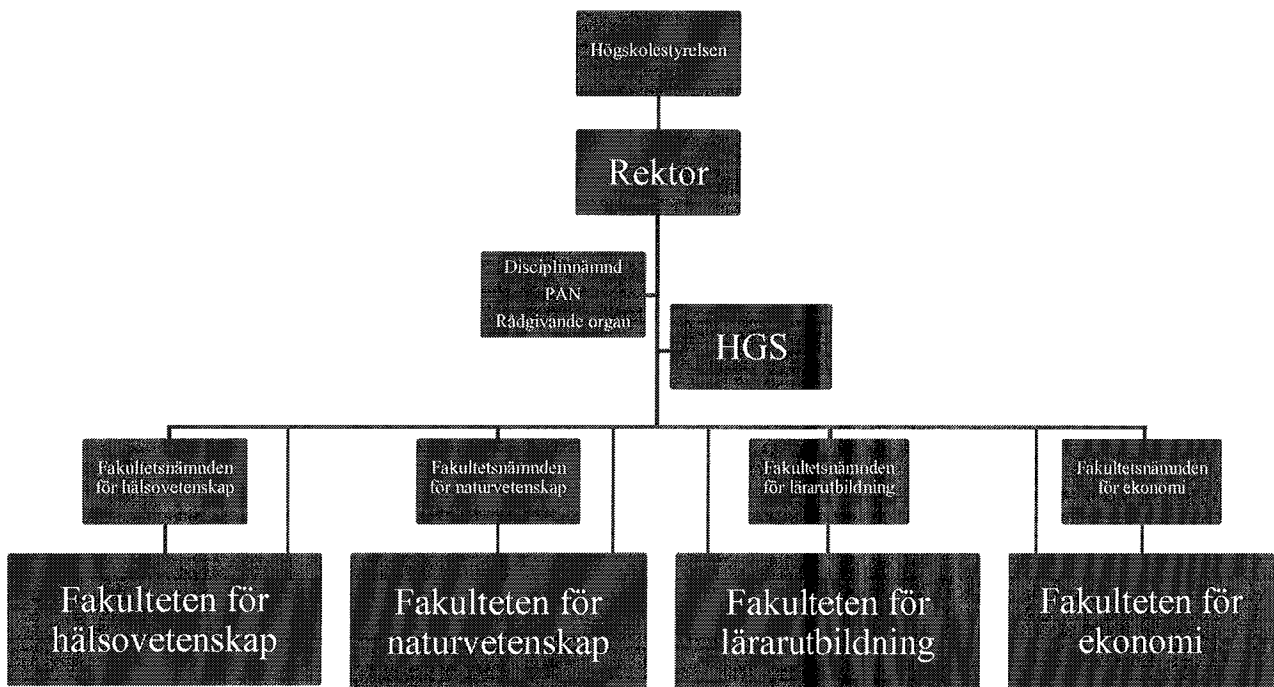 Högskolestyrelsen
Rektor
Disciplinnämnd
PAN
Rådgivande organ
HGS
Fakultetsnämnden
för hälsovetenskap
Fakultetsnämnden
för naturvetenskap
Fakultetsnämnden
för lärarutbildning
Fakultetsnämnden
för ekonomi
Fakulteten för
hälsovetenskap
Fakulteten för
naturvetenskap
Fakulteten för
lärarutbildning
Fakulteten för
ekonomi